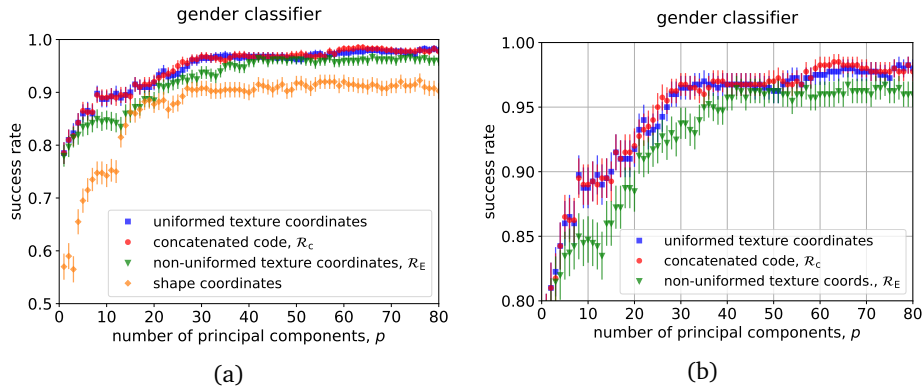 gender classifier
1.0
0.9
0.8
0.7
0.6
0.5
success rate
uniformed texture coordinates
concatenated code, ℛc
non-uniformed texture coordinates, ℛE
shape coordinates
0 10 20 30 40 50 60 70 80
number of principal components, p
(a)
gender classifier
1.00
0.95
0.90
0.85
0.80
success rate
uniformed texture coordinates
concatenated code, ℛc
non-uniformed texture coords., ℛE
0 10 20 30 40 50 60 70 80
number of principal components, p
(b)